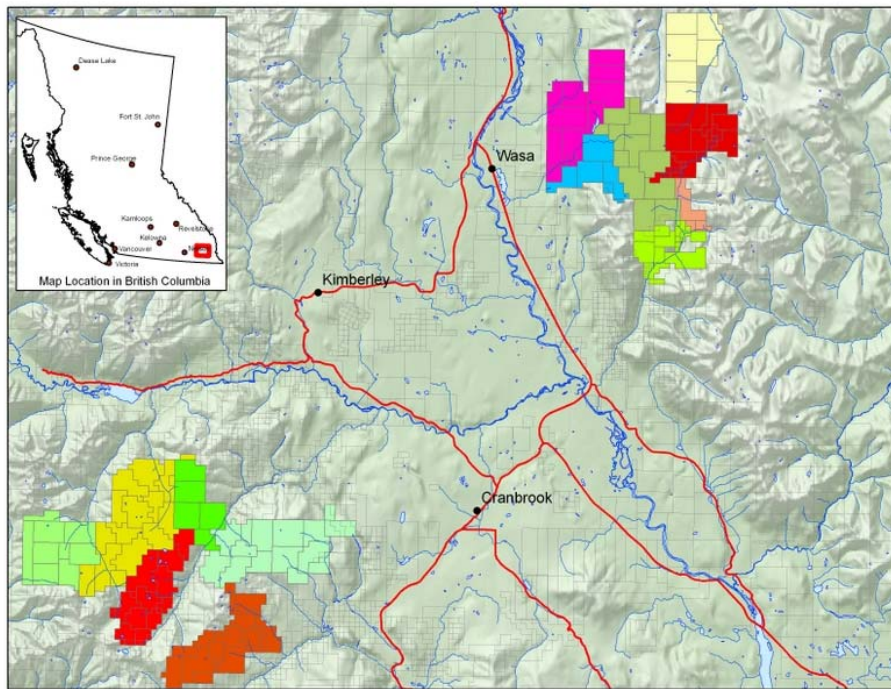 Dease Lake
Fort St. John
Prince George
Kamloops
Revelstoke
Kelowna
Vancouver
Victoria
Map Location in British Columbia
Wasa
Kimberley
Cranbrook